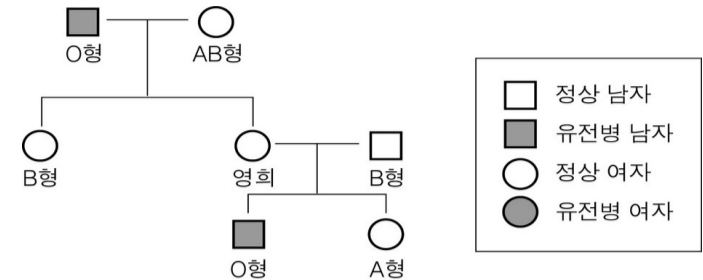 O형
AB형
B형
영희
B형
O형
A형
정상 남자
유전병 남자
정상 여자
유전병 여자